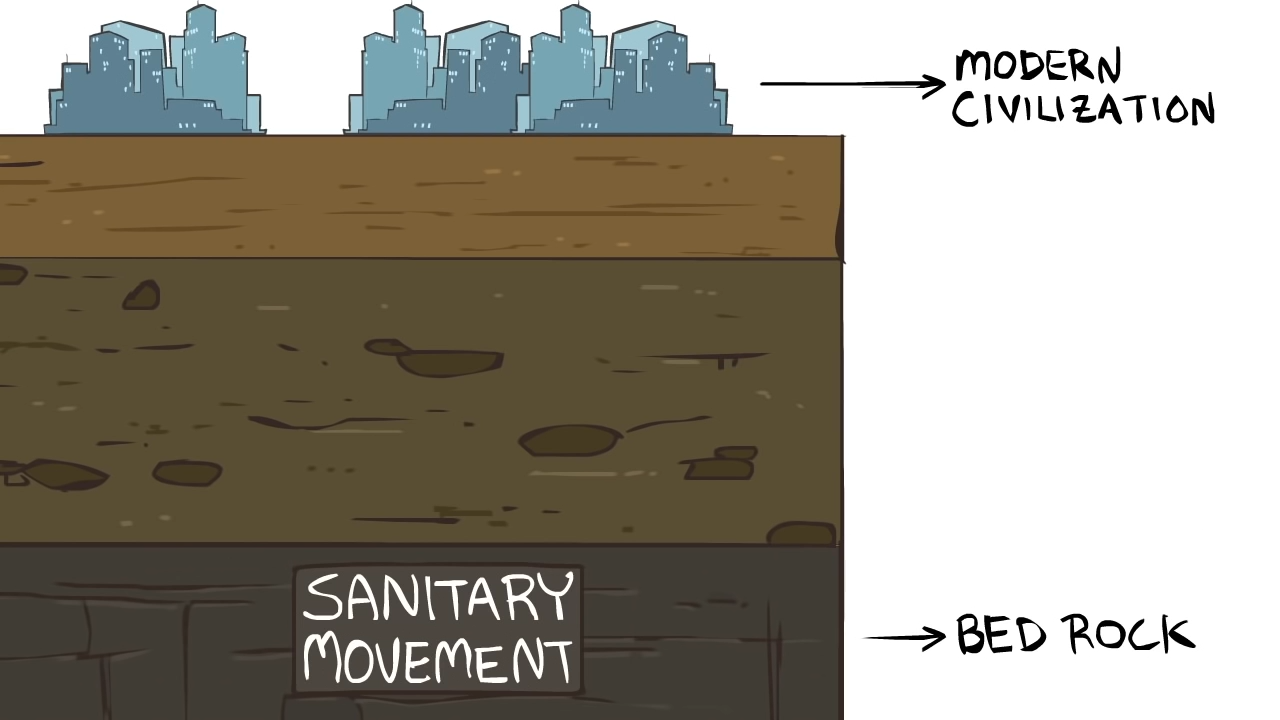 MODERN
CIVILIZATION
SANITARY
MOVEMENT
BED ROCK